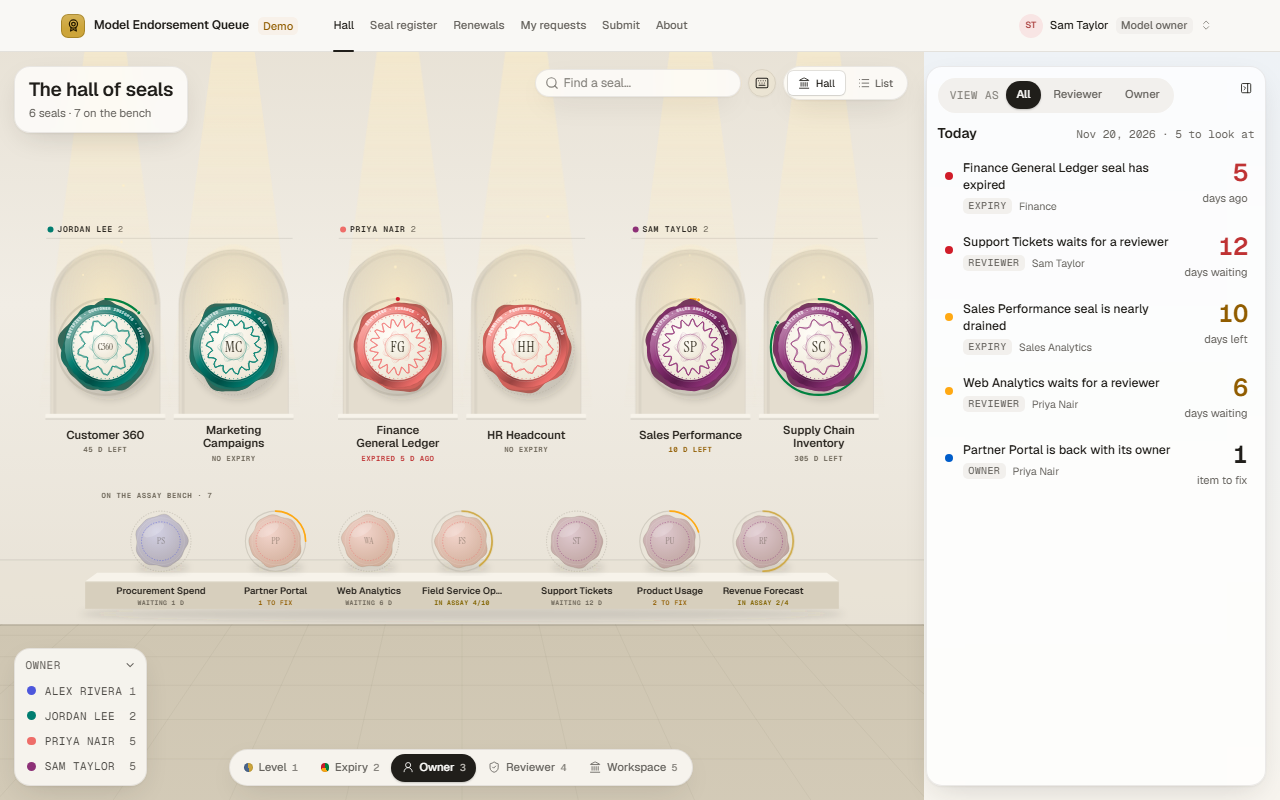 Model Endorsement Queue Demo
Hall Seal register Renewals My requests Submit About
ST Sam Taylor Model owner
The hall of seals
6 seals · 7 on the bench
Find a seal...
Hall List
JORDAN LEE 2
PRIYA NAIR 2
SAM TAYLOR 2
C360
MC
FG
HH
SP
SC
Customer 360
45 D LEFT
Marketing
Campaigns
NO EXPIRY
Finance
General Ledger
EXPIRED 5 D AGO
HR Headcount
NO EXPIRY
Sales Performance
10 D LEFT
Supply Chain
Inventory
305 D LEFT
ON THE ASSAY BENCH · 7
PS
PP
WA
FS
ST
PU
RF
Procurement Spend
WAITING 1 D
Partner Portal
1 TO FIX
Web Analytics
WAITING 6 D
Field Service Op...
IN ASSAY 4/10
Support Tickets
WAITING 12 D
Product Usage
2 TO FIX
Revenue Forecast
IN ASSAY 2/4
OWNER
ALEX RIVERA 1
JORDAN LEE 2
PRIYA NAIR 5
SAM TAYLOR 5
Level 1 Expiry 2 Owner 3 Reviewer 4 Workspace 5
VIEW AS All Reviewer Owner
Today
Nov 20, 2026 · 5 to look at
Finance General Ledger seal has
expired
EXPIRY Finance
5
days ago
Support Tickets waits for a reviewer
REVIEWER Sam Taylor
12
days waiting
Sales Performance seal is nearly
drained
EXPIRY Sales Analytics
10
days left
Web Analytics waits for a reviewer
REVIEWER Priya Nair
6
days waiting
Partner Portal is back with its owner
OWNER Priya Nair
1
item to fix